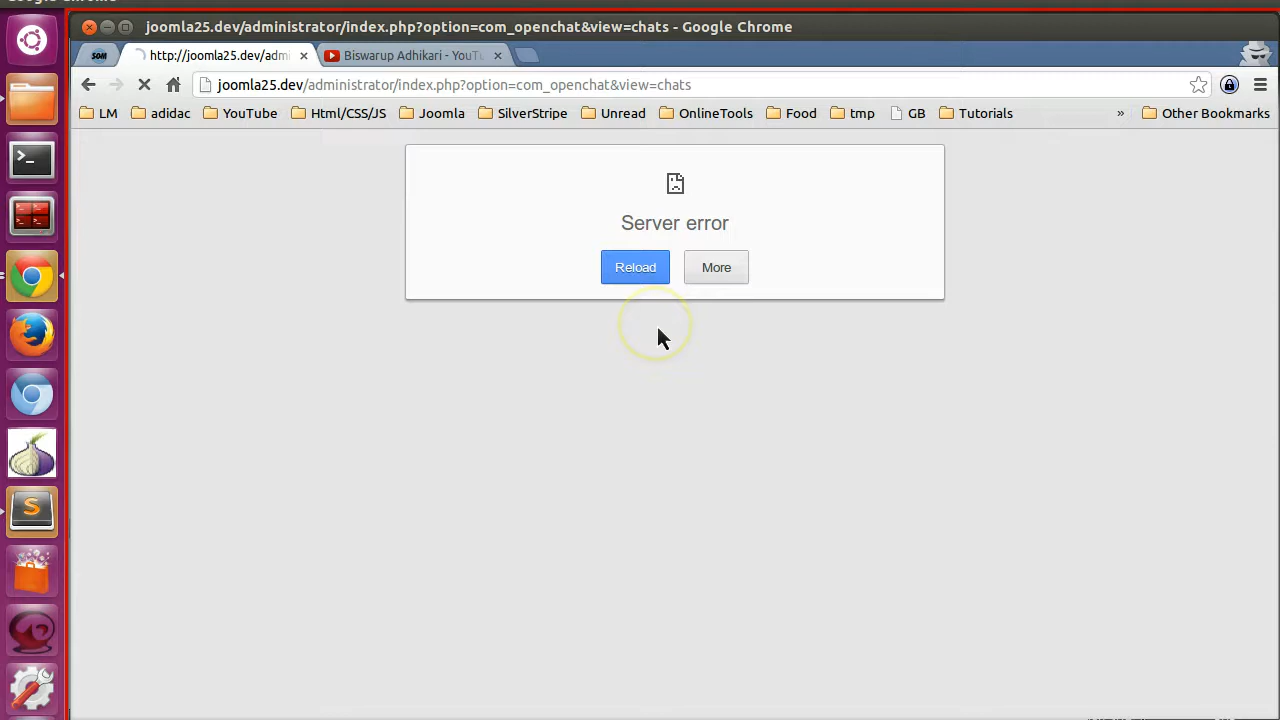 joomla25.dev/administrator/index.php?option=com_openchat&view=chats - Google Chrome
SOM http://joomla25.dev/admi Biswarup Adhikari - YouTu
joomla25.dev/administrator/index.php?option=com_openchat&view=chats
LM adidac YouTube Html/CSS/JS Joomla SilverStripe Unread OnlineTools Food tmp GB Tutorials » Other Bookmarks
Server error
Reload More